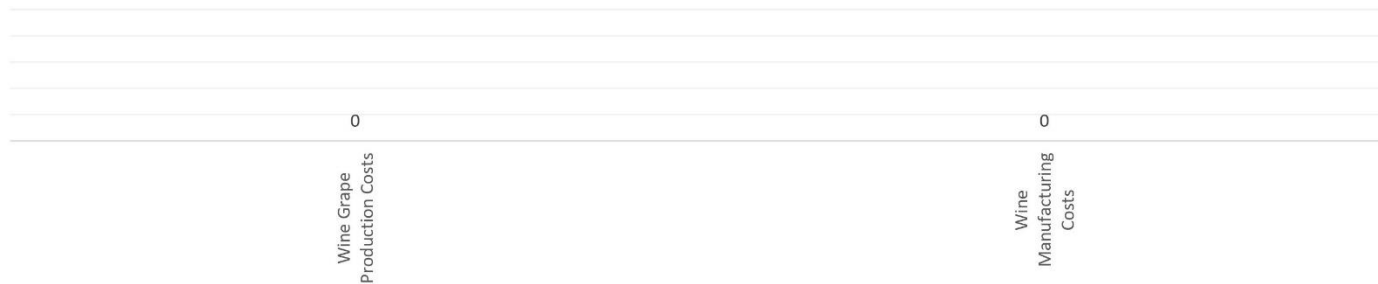 0
0
Wine Grape
Production Costs
Wine
Manufacturing
Costs